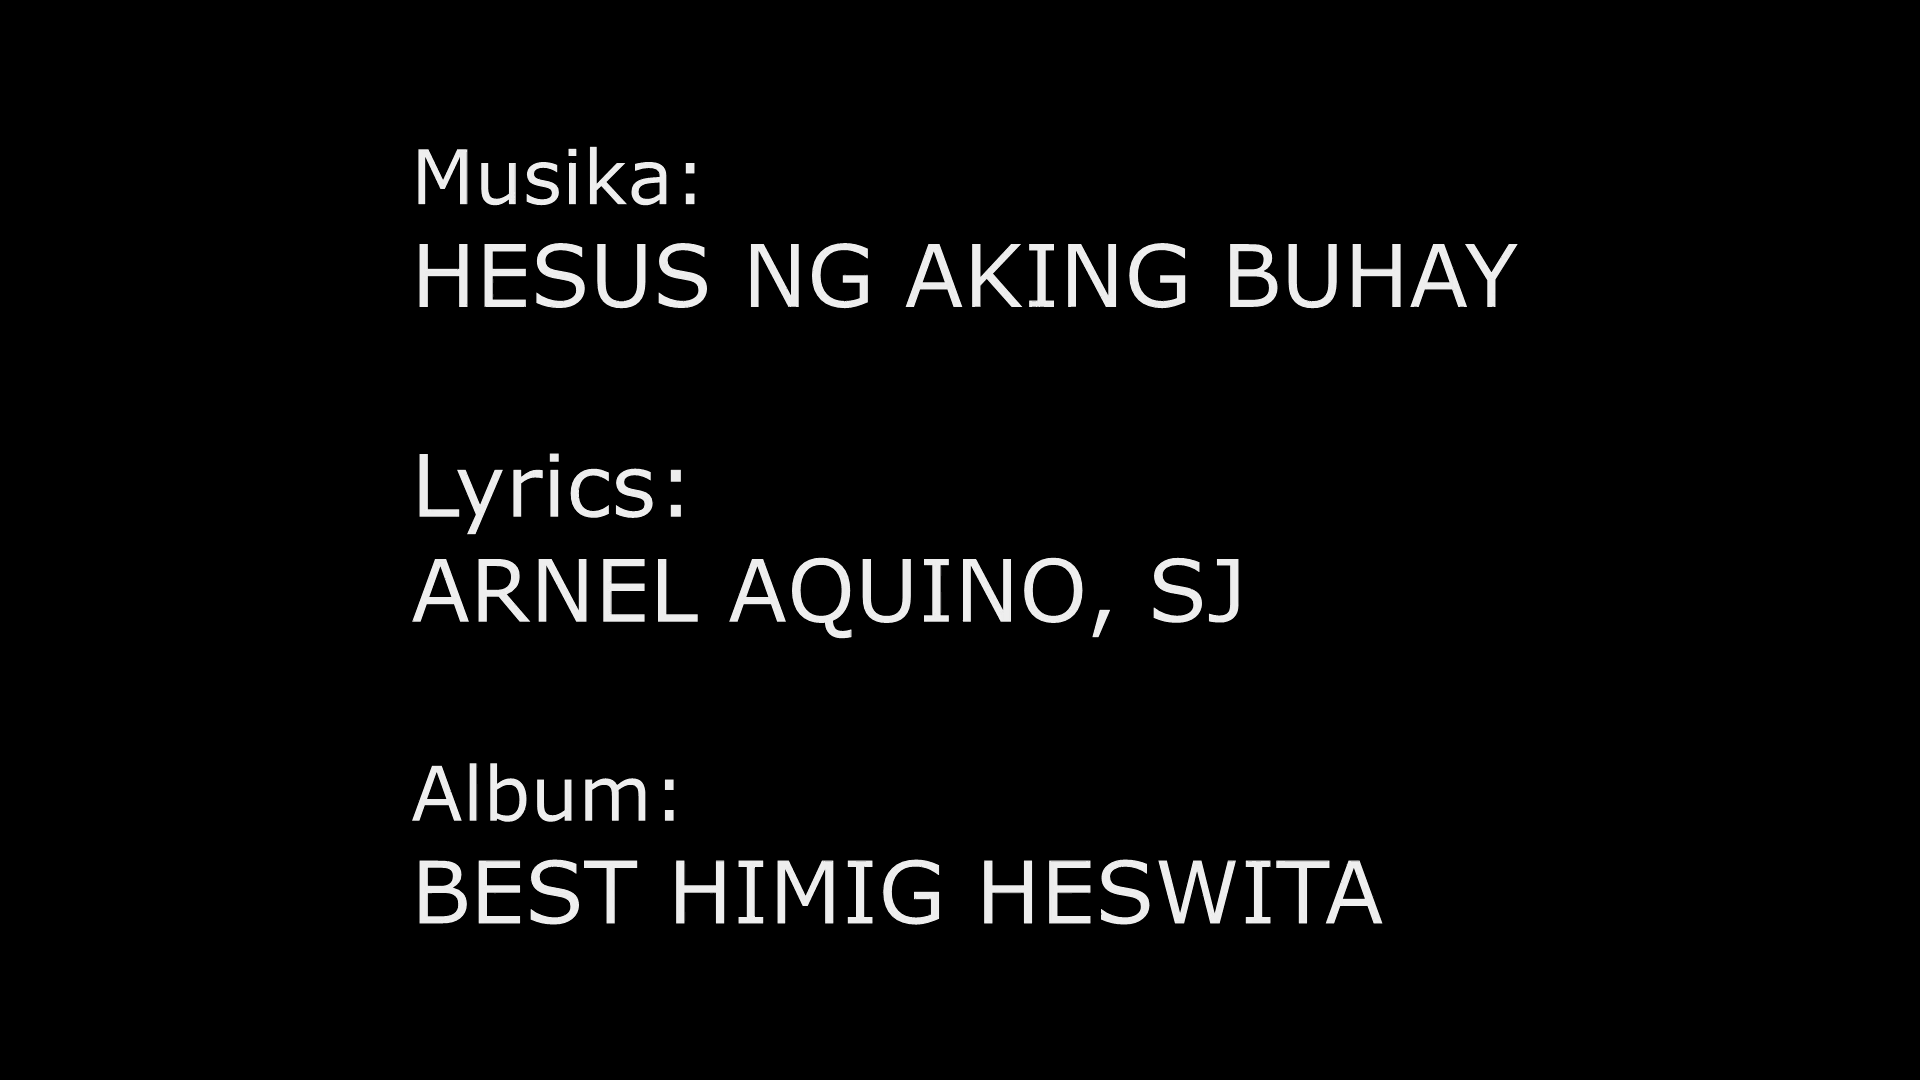 Musika:
HESUS NG AKING BUHAY
Lyrics:
ARNEL AQUINO, SJ
Album:
BEST HIMIG HESWITA